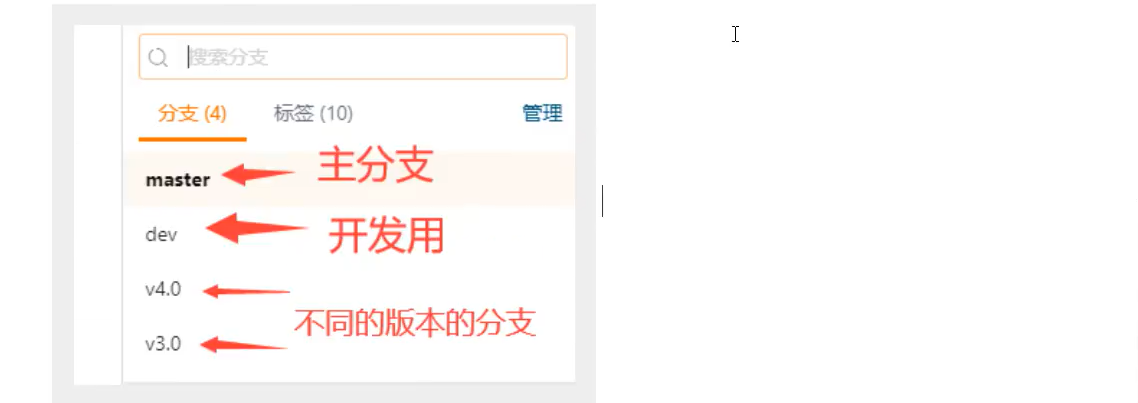 搜索分支
分支 (4) 标签 (10) 管理
master 主分支
dev 开发用
v4.0
不同的版本的分支
v3.0